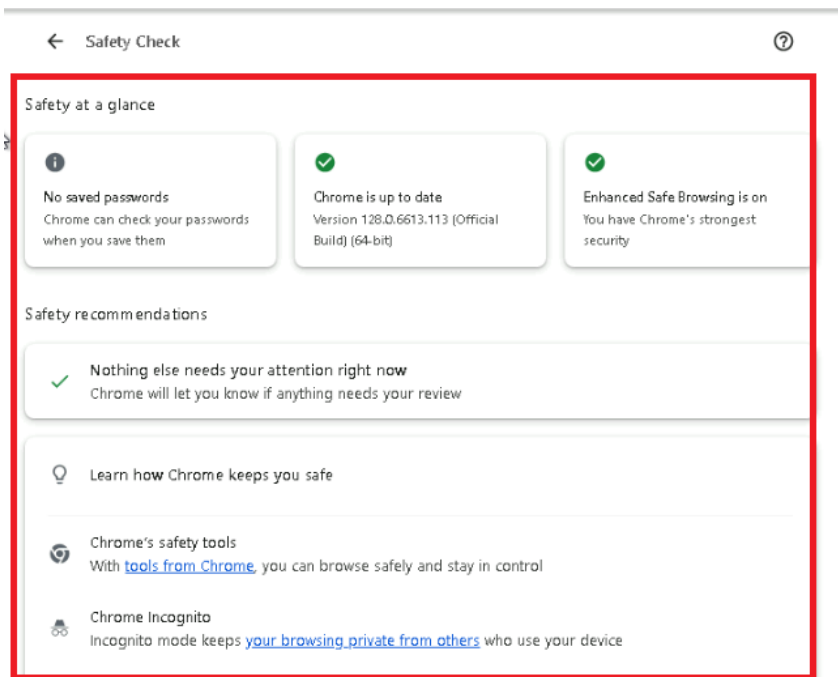 Safety Check
Safety at a glance
No saved passwords
Chrome can check your passwords
when you save them
Chrome is up to date
Version 128.0.6613.113 (Official
Build) (64-bit)
Enhanced Safe Browsing is on
You have Chrome's strongest
security
Safety recommendations
Nothing else needs your attention right now
Chrome will let you know if anything needs your review
Learn how Chrome keeps you safe
Chrome's safety tools
With tools from Chrome, you can browse safely and stay in control
Chrome Incognito
Incognito mode keeps your browsing private from others who use your device